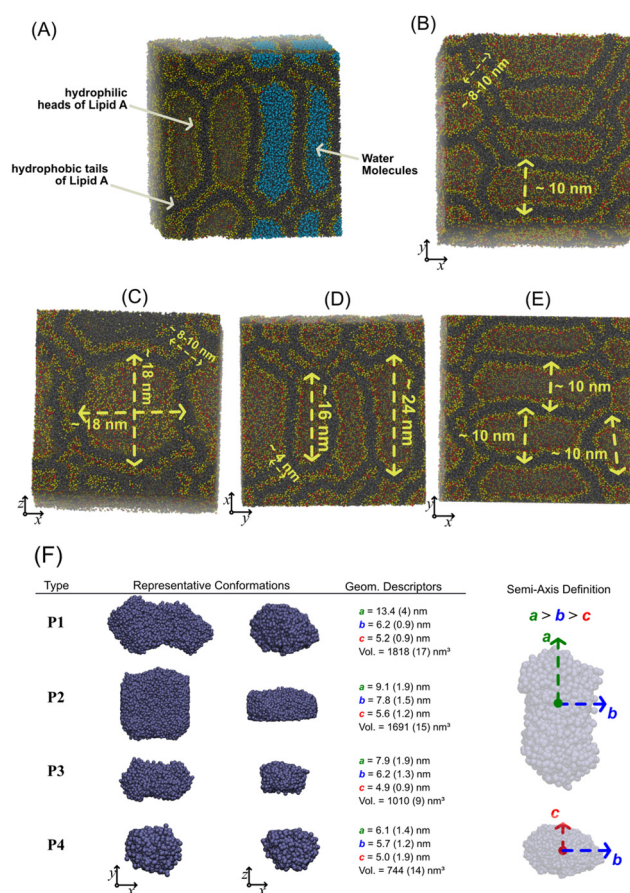 (A)
hydrophilic
heads of Lipid A
hydrophobic tails
of Lipid A
Water
Molecules
(B)
~ 8-10 nm
~ 10 nm
y
x
(C)
~ 8-10 nm
~ 18 nm
~ 18 nm
z
x
(D)
~ 16 nm
~ 24 nm
~ 4 nm
x
y
(E)
~ 10 nm
~ 10 nm
~ 10 nm
y
x
(F)
Type Representative Conformations Geom. Descriptors Semi-Axis Definition
P1
a = 13.4 (4) nm
b = 6.2 (0.9) nm
c = 5.2 (0.9) nm
Vol. = 1818 (17) nm³
P2
a = 9.1 (1.9) nm
b = 7.8 (1.5) nm
c = 5.6 (1.2) nm
Vol. = 1691 (15) nm³
P3
a = 7.9 (1.9) nm
b = 6.2 (1.3) nm
c = 4.9 (0.9) nm
Vol. = 1010 (9) nm³
P4
a = 6.1 (1.4) nm
b = 5.7 (1.2) nm
c = 5.0 (1.9) nm
Vol. = 744 (14) nm³
y
x
z
x
a > b > c
a
b
c
b